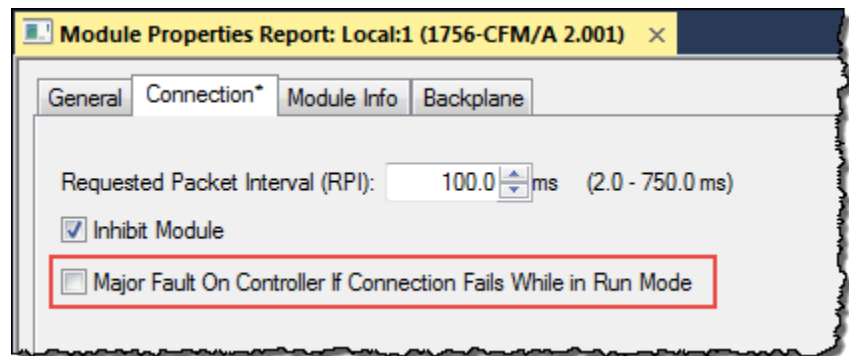 Module Properties Report: Local:1 (1756-CFM/A 2.001) ×
General Connection* Module Info Backplane
Requested Packet Interval (RPI): 100.0 ms (2.0 - 750.0 ms)
Inhibit Module
Major Fault On Controller If Connection Fails While in Run Mode